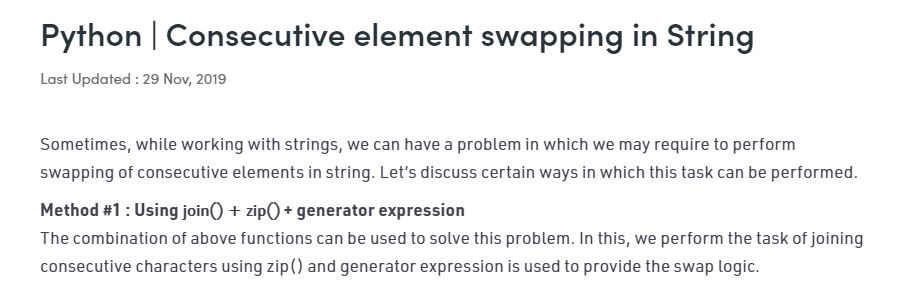 Python | Consecutive element swapping in String
Last Updated : 29 Nov, 2019
Sometimes, while working with strings, we can have a problem in which we may require to perform
swapping of consecutive elements in string. Let’s discuss certain ways in which this task can be performed.
Method #1 : Using join() + zip() + generator expression
The combination of above functions can be used to solve this problem. In this, we perform the task of joining
consecutive characters using zip() and generator expression is used to provide the swap logic.